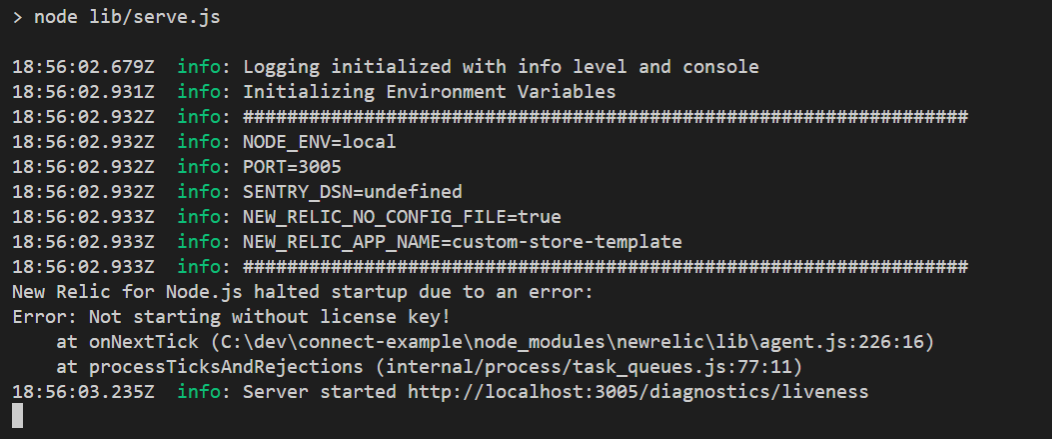 > node lib/serve.js
18:56:02.679Z  info: Logging initialized with info level and console
18:56:02.931Z  info: Initializing Environment Variables
18:56:02.932Z  info: ##################################################################
18:56:02.932Z  info: NODE_ENV=local
18:56:02.932Z  info: PORT=3005
18:56:02.932Z  info: SENTRY_DSN=undefined
18:56:02.933Z  info: NEW_RELIC_NO_CONFIG_FILE=true
18:56:02.933Z  info: NEW_RELIC_APP_NAME=custom-store-template
18:56:02.933Z  info: ##################################################################
New Relic for Node.js halted startup due to an error:
Error: Not starting without license key!
    at onNextTick (C:\dev\connect-example\node_modules\newrelic\lib\agent.js:226:16)
    at processTicksAndRejections (internal/process/task_queues.js:77:11)
18:56:03.235Z  info: Server started http://localhost:3005/diagnostics/liveness